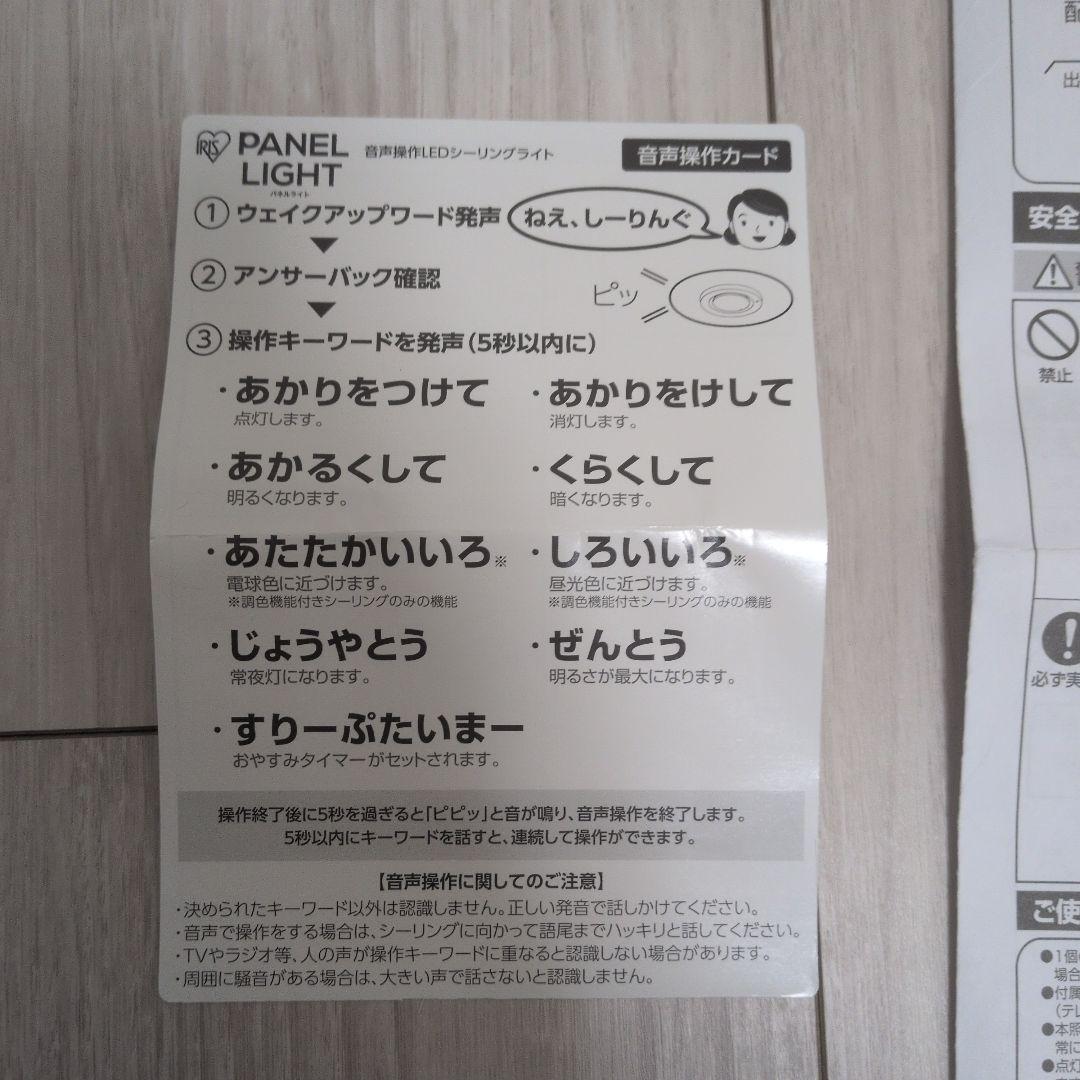 IRIS PANEL LIGHT 音声操作LEDシーリングライト 音声操作カード
パネルライト
① ウェイクアップワード発声 ねえ、しーりんぐ
② アンサーバック確認 ピッ
③ 操作キーワードを発声(5秒以内に)
・あかりをつけて ・あかりをけして
点灯します。 消灯します。
・あかるくして ・くらくして
明るくなります。 暗くなります。
・あたたかいいろ※ ・しろいいろ※
電球色に近づけます。 昼光色に近づけます。
※調色機能付きシーリングのみの機能 ※調色機能付きシーリングのみの機能
・じょうやとう ・ぜんとう
常夜灯になります。 明るさが最大になります。
・すりーぷたいまー
おやすみタイマーがセットされます。
操作終了後に5秒を過ぎると「ピピッ」と音が鳴り、音声操作を終了します。
5秒以内にキーワードを話すと、連続して操作ができます。
【音声操作に関してのご注意】
・決められたキーワード以外は認識しません。正しい発音で話しかけてください。
・音声で操作をする場合は、シーリングに向かって語尾までハッキリと話してください。
・TVやラジオ等、人の声が操作キーワードに重なると認識しない場合があります。
・周囲に騒音がある場合は、大きい声で話さないと認識しません。
配
出
安全
禁止
必ず実
ご使
●1個
場合
●付属
(テレ
●本照
常に
●点灯